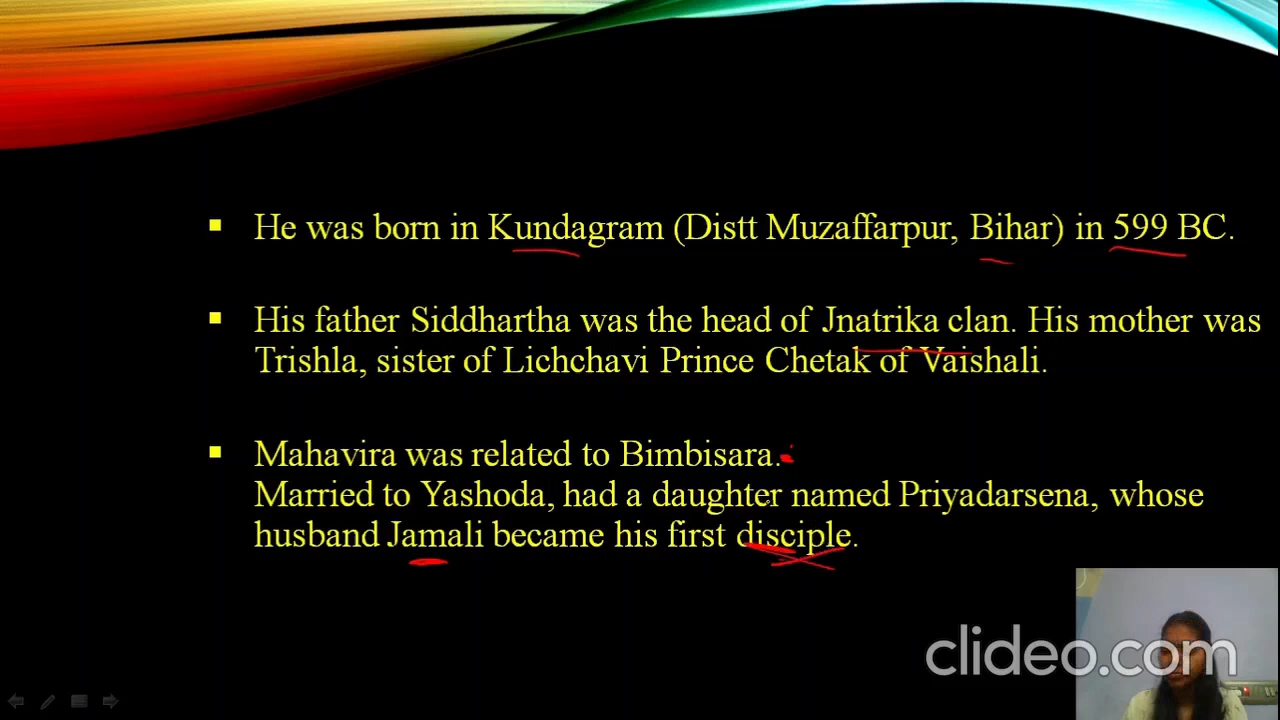 He was born in Kundagram (Distt Muzaffarpur, Bihar) in 599 BC.
His father Siddhartha was the head of Jnatrika clan. His mother was
Trishla, sister of Lichchavi Prince Chetak of Vaishali.
Mahavira was related to Bimbisara.
Married to Yashoda, had a daughter named Priyadarsena, whose
husband Jamali became his first disciple.
clideo.com